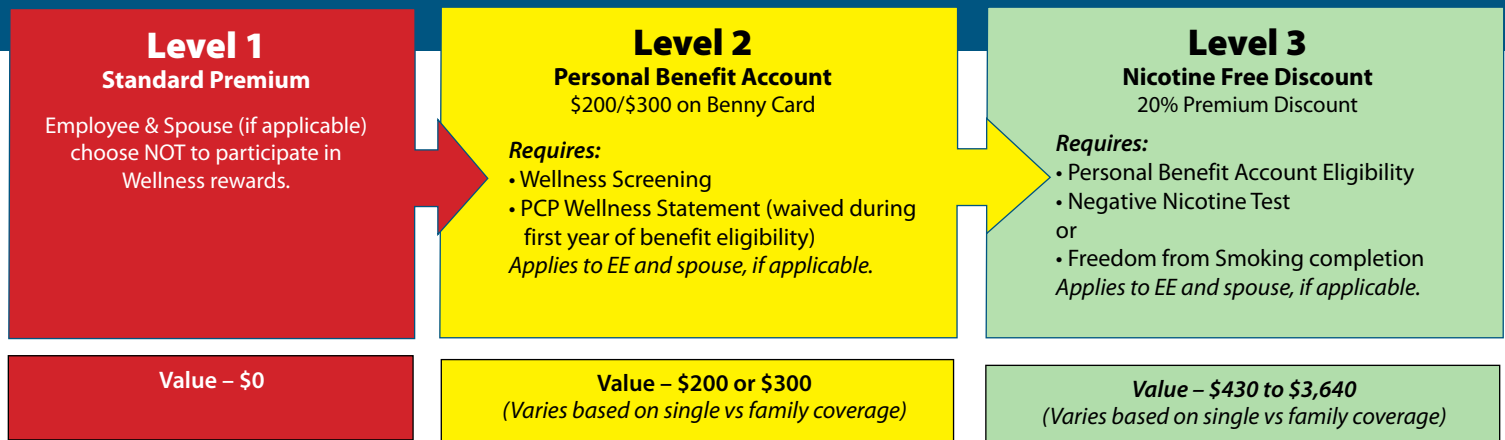 Level 1
Standard Premium
Employee & Spouse (if applicable)
choose NOT to participate in
Wellness rewards.
Value – $0
Level 2
Personal Benefit Account
$200/$300 on Benny Card
Requires:
• Wellness Screening
• PCP Wellness Statement (waived during
first year of benefit eligibility)
Applies to EE and spouse, if applicable.
Value – $200 or $300
(Varies based on single vs family coverage)
Level 3
Nicotine Free Discount
20% Premium Discount
Requires:
• Personal Benefit Account Eligibility
• Negative Nicotine Test
or
• Freedom from Smoking completion
Applies to EE and spouse, if applicable.
Value – $430 to $3,640
(Varies based on single vs family coverage)